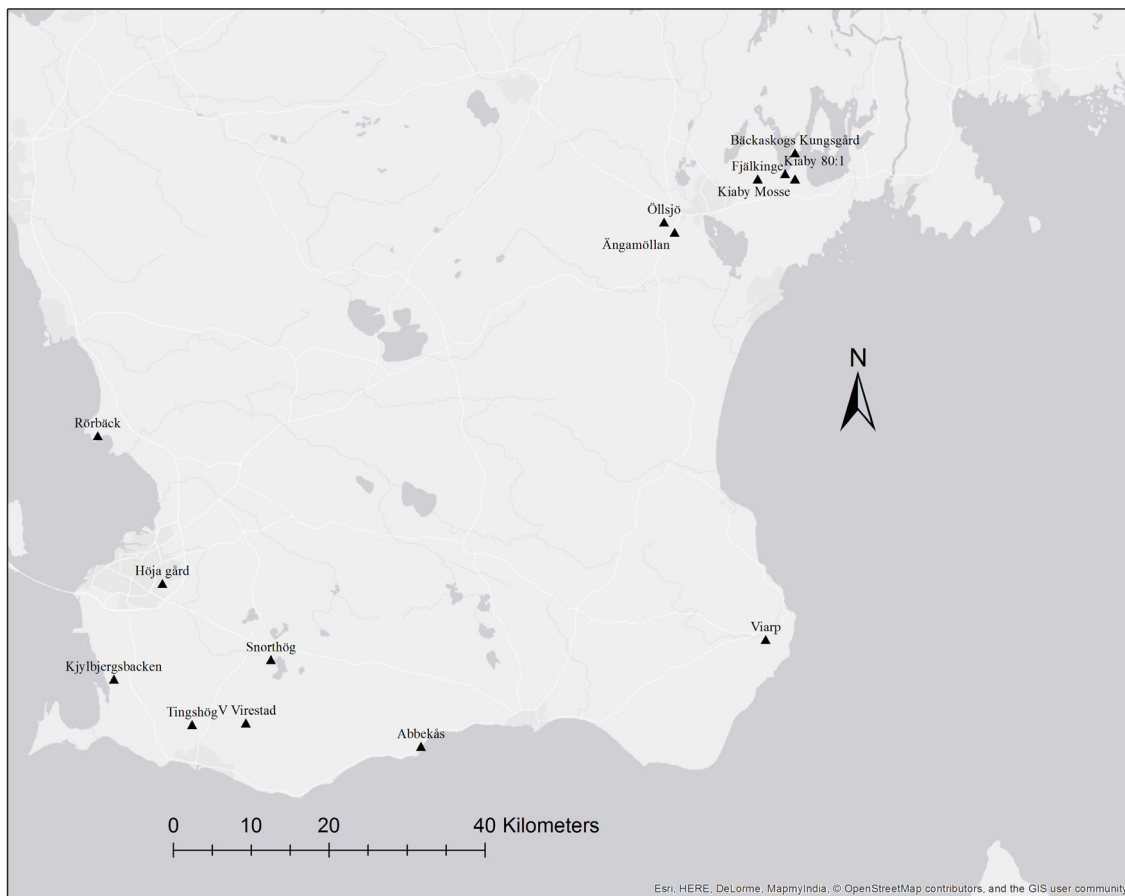 Bäckaskogs Kungsgård
Fjälkinge
Kiaby 80:1
Kiaby Mosse
Öllsjö
Ängamöllan
N
Rörbäck
Höja gård
Viarp
Snorthög
Kjylbjergsbacken
Tingshög
V Virestad
Abbekås
0 10 20 40 Kilometers
Esri, HERE, DeLorme, MapmyIndia, © OpenStreetMap contributors, and the GIS user community